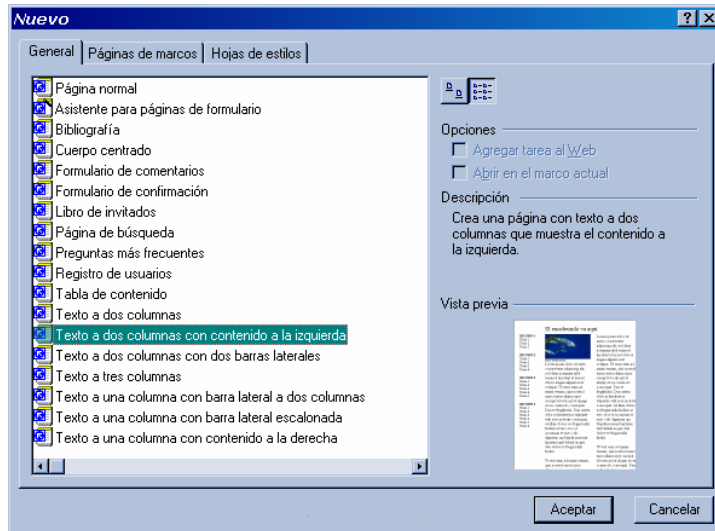 Nuevo
General
Páginas de marcos
Hojas de estilos
Página normal
Asistente para páginas de formulario
Bibliografía
Cuerpo centrado
Formulario de comentarios
Formulario de confirmación
Libro de invitados
Página de búsqueda
Preguntas más frecuentes
Registro de usuarios
Tabla de contenido
Texto a dos columnas
Texto a dos columnas con contenido a la izquierda
Texto a dos columnas con dos barras laterales
Texto a tres columnas
Texto a una columna con barra lateral a dos columnas
Texto a una columna con barra lateral escalonada
Texto a una columna con contenido a la derecha
Opciones
Agregar tarea al Web
Abrir en el marco actual
Descripción
Crea una página con texto a dos
columnas que muestra el contenido a
la izquierda.
Vista previa
El encabezado va aquí
Aceptar
Cancelar